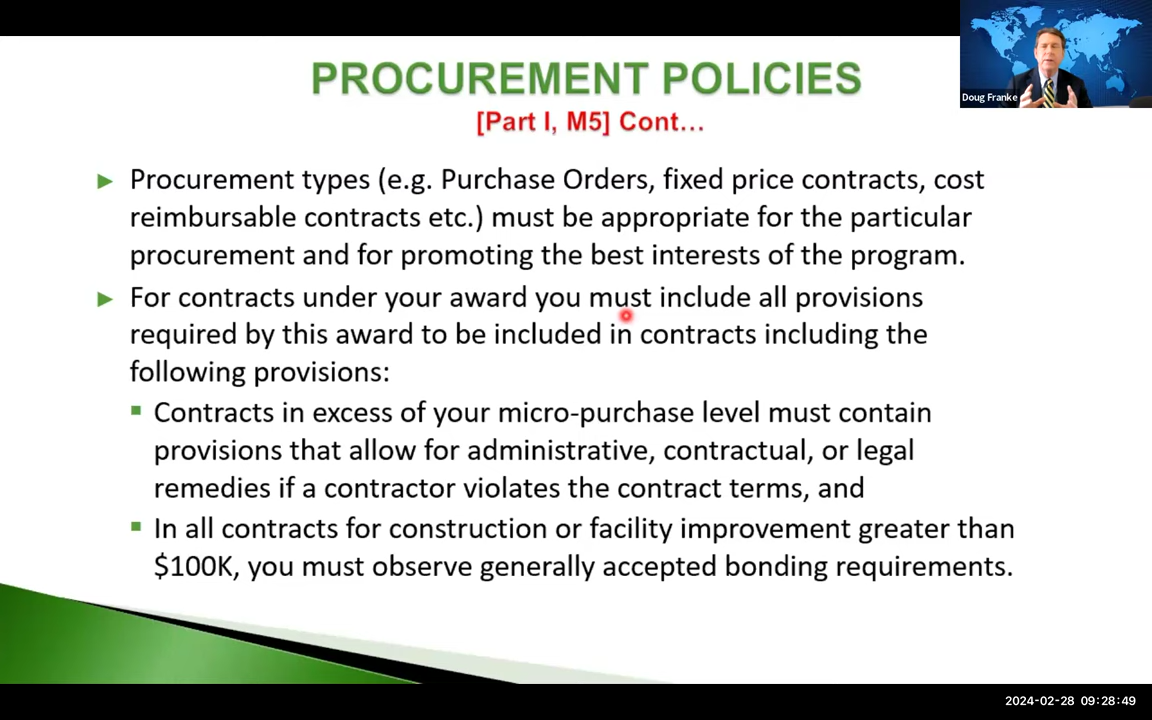 PROCUREMENT POLICIES
[Part I, M5] Cont...
Doug Franke
Procurement types (e.g. Purchase Orders, fixed price contracts, cost
reimbursable contracts etc.) must be appropriate for the particular
procurement and for promoting the best interests of the program.
For contracts under your award you must include all provisions
required by this award to be included in contracts including the
following provisions:
Contracts in excess of your micro-purchase level must contain
provisions that allow for administrative, contractual, or legal
remedies if a contractor violates the contract terms, and
In all contracts for construction or facility improvement greater than
$100K, you must observe generally accepted bonding requirements.
2024-02-28 09:28:49